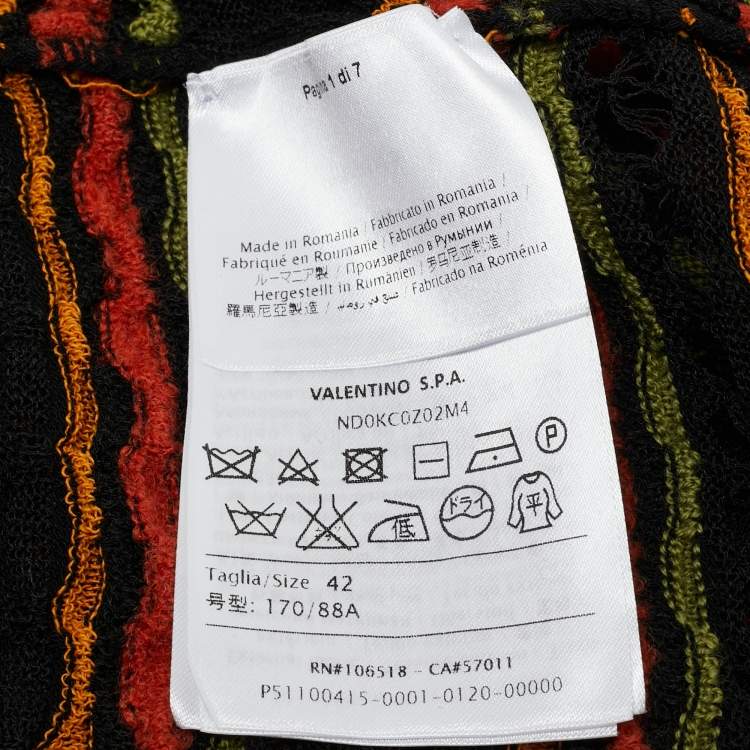 Pagina 1 di 7
Made in Romania / Fabbricato in Romania /
Fabriqué en Roumanie / Fabricado en Romania /
ルーマニア製 / Произведено в Румынии /
Hergestellt in Rumänien / 罗马尼亚制造 /
羅馬尼亞製造 / صنع في رومانيا / Fabricado na Roménia
VALENTINO S.P.A.
ND0KC0Z02M4
P
低 ドライ 平
Taglia/Size 42
号型: 170/88A
RN#106518 - CA#57011
P51100415-0001-0120-00000